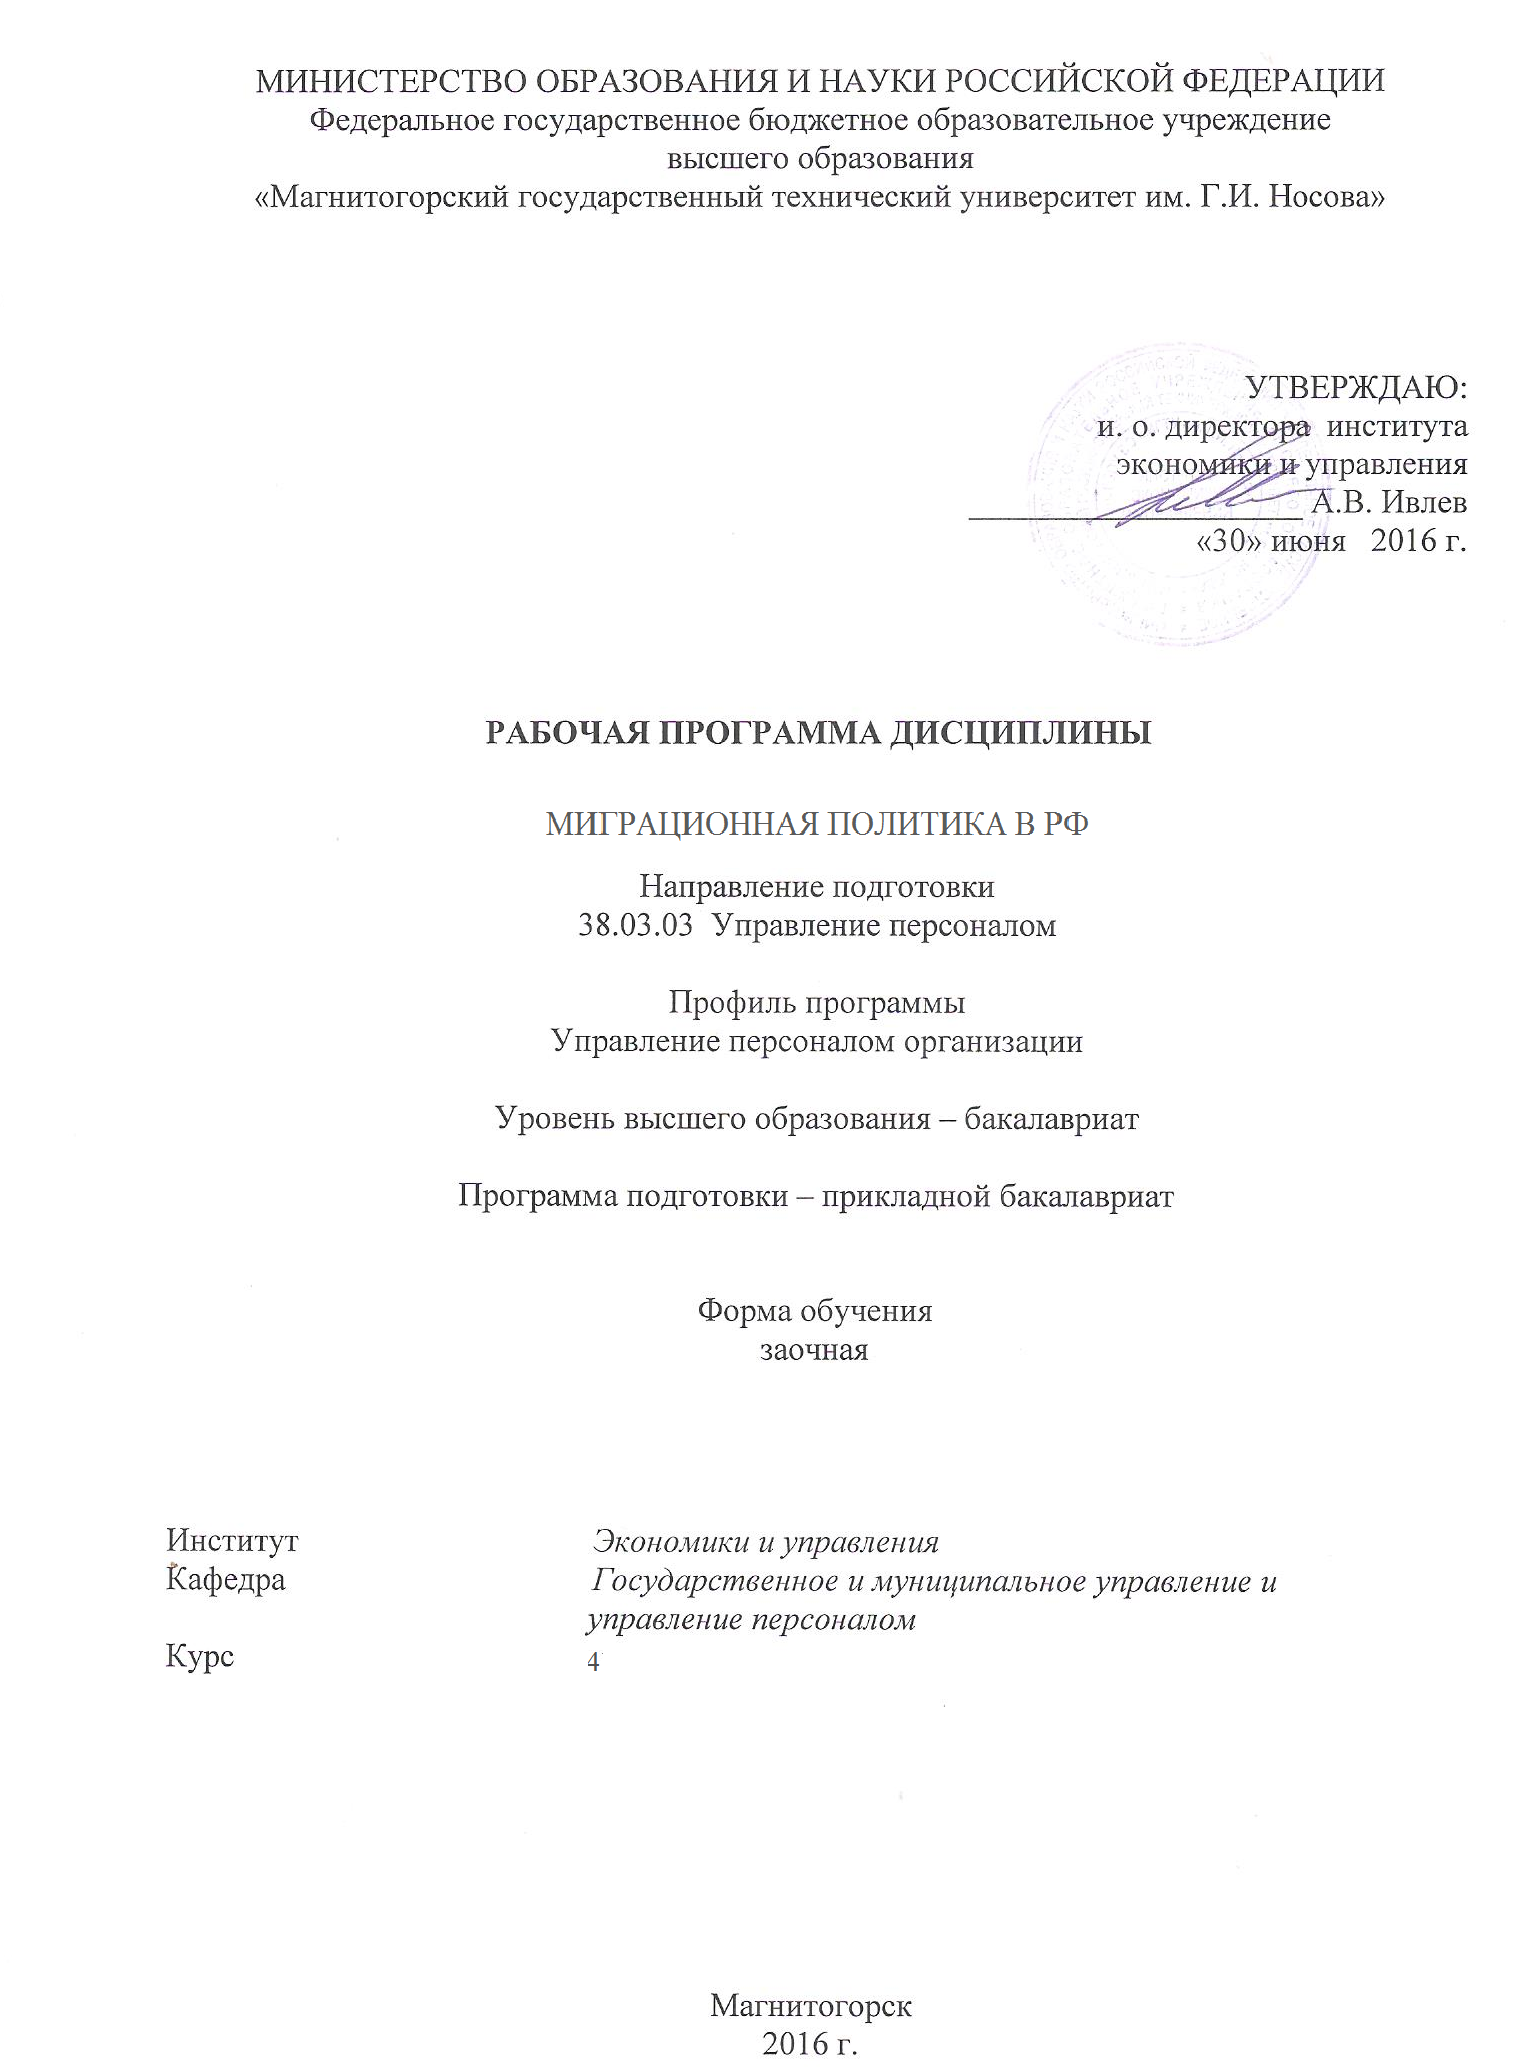 МИНИСТЕРСТВО ОБРАЗОВАНИЯ И НАУКИ РОССИЙСКОЙ ФЕДЕРАЦИИ
Федеральное государственное бюджетное образовательное учреждение
высшего образования
«Магнитогорский государственный технический университет им. Г.И. Носова»
УТВЕРЖДАЮ:
и. о. директора института
экономики и управления
А.В. Ивлев
«30» июня 2016 г.
РАБОЧАЯ ПРОГРАММА ДИСЦИПЛИНЫ
МИГРАЦИОННАЯ ПОЛИТИКА В РФ
Направление подготовки
38.03.03 Управление персоналом
Профиль программы
Управление персоналом организации
Уровень высшего образования – бакалавриат
Программа подготовки – прикладной бакалавриат
Форма обучения
заочная
Институт Экономики и управления
Кафедра Государственное и муниципальное управление и
управление персоналом
Курс 4
Магнитогорск
2016 г.